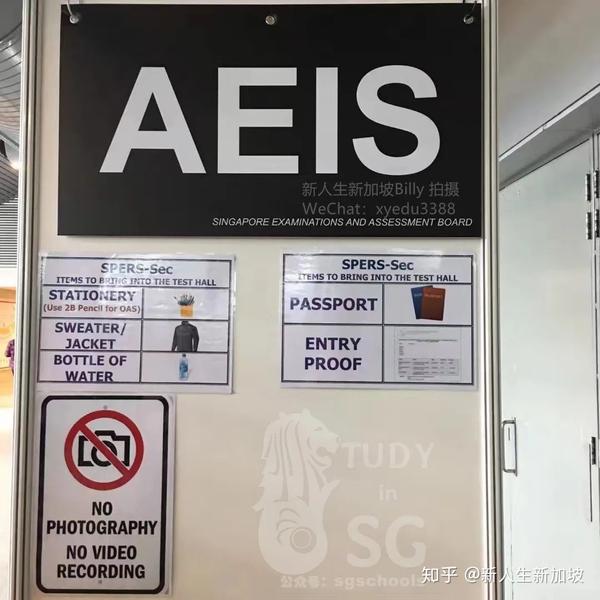 AEIS
新人生新加坡Billy 拍摄
WeChat：xyedu3388
SINGAPORE EXAMINATIONS AND ASSESSMENT BOARD
SPERS-Sec
ITEMS TO BRING INTO THE TEST HALL
STATIONERY
(Use 2B Pencil for OAS)
SWEATER/
JACKET
BOTTLE OF
WATER
SPERS-Sec
ITEMS TO BRING INTO THE TEST HALL
PASSPORT
ENTRY
PROOF
NO
PHOTOGRAPHY
NO VIDEO
RECORDING
STUDY
in
SG
公众号：sgschools
知乎 @新人生新加坡